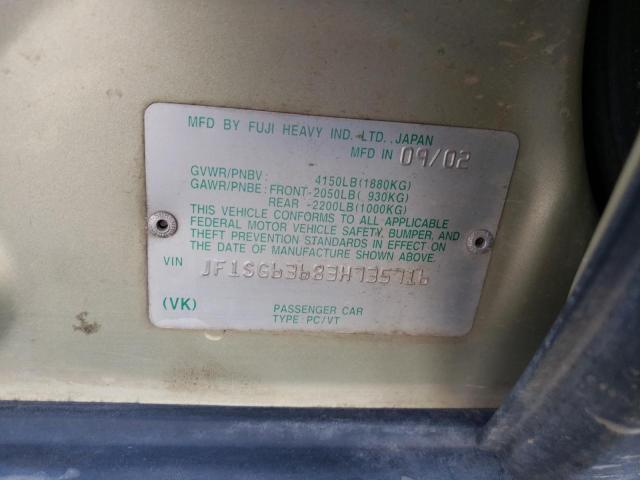 MFD BY FUJI HEAVY IND. LTD., JAPAN
MFD IN 09/02
GVWR/PNBV : 4150LB(1880KG)
GAWR/PNBE: FRONT-2050LB( 930KG)
REAR -2200LB(1000KG)
THIS VEHICLE CONFORMS TO ALL APPLICABLE
FEDERAL MOTOR VEHICLE SAFETY, BUMPER, AND
THEFT PREVENTION STANDARDS IN EFFECT ON
THE DATE OF MANUFACTURE SHOWN ABOVE.
VIN JF1SG63683H735716
(VK) PASSENGER CAR
TYPE PC/VT